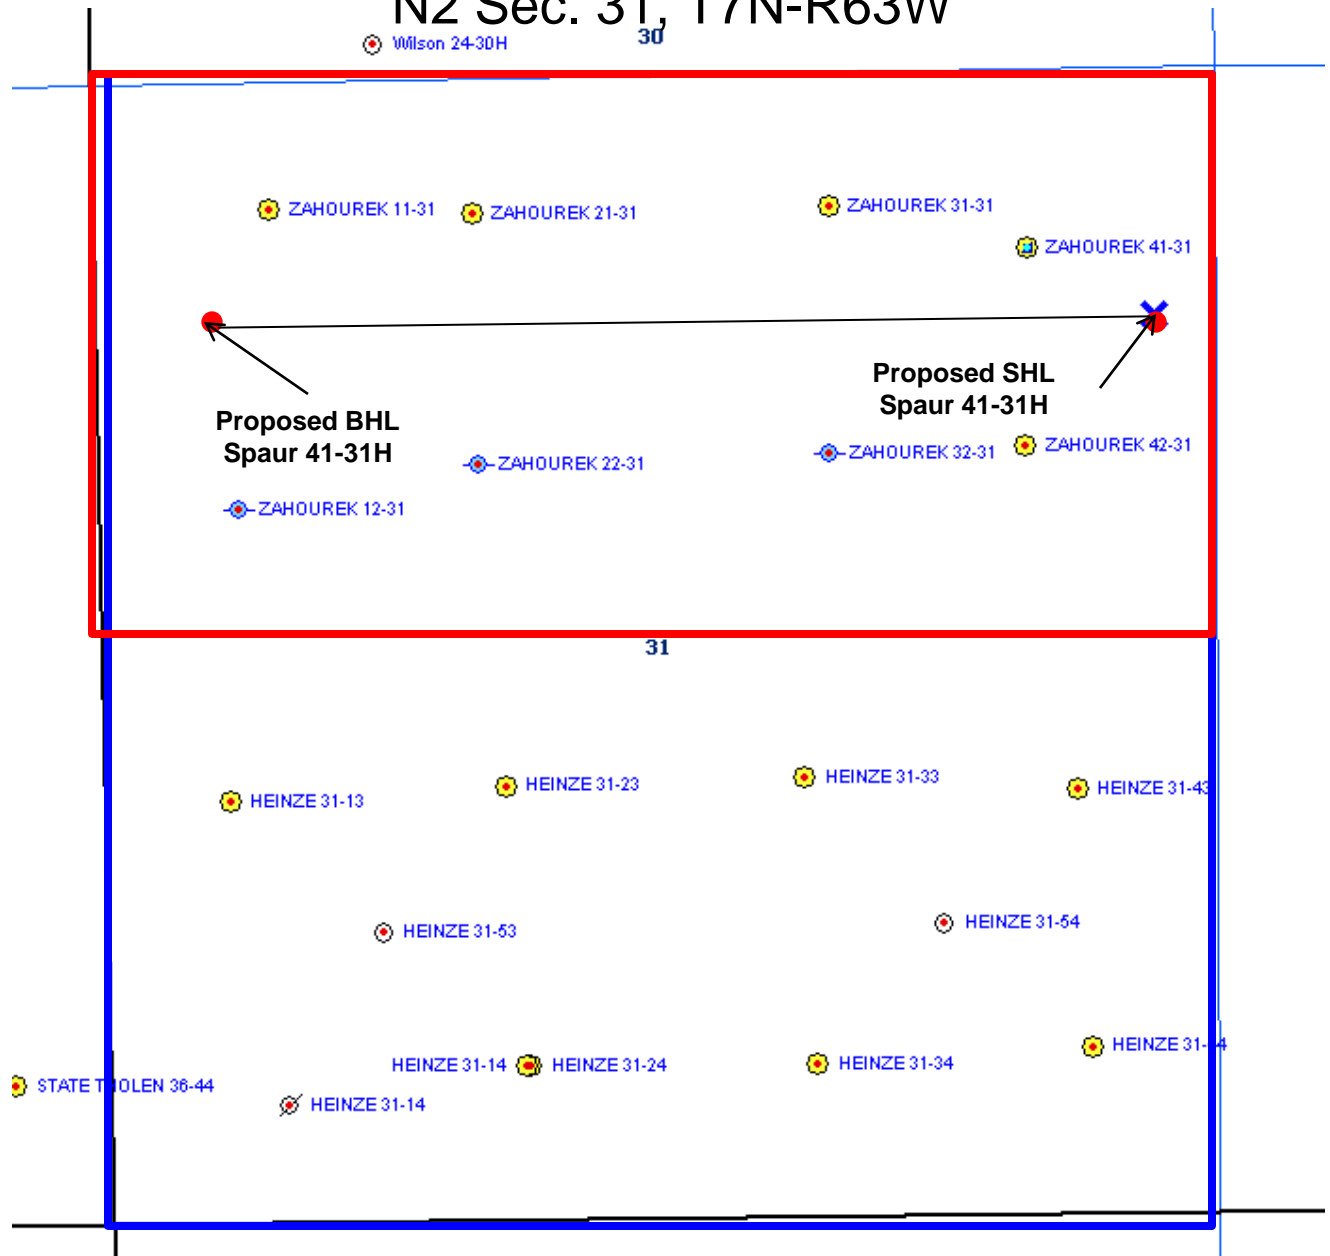 N2 Sec. 31, T7N-R63W
Wilson 24-30H
30
ZAHOUREK 11-31
ZAHOUREK 21-31
ZAHOUREK 31-31
ZAHOUREK 41-31
Proposed SHL
Spaur 41-31H
Proposed BHL
Spaur 41-31H
ZAHOUREK 22-31
ZAHOUREK 32-31
ZAHOUREK 42-31
ZAHOUREK 12-31
31
HEINZE 31-13
HEINZE 31-23
HEINZE 31-33
HEINZE 31-43
HEINZE 31-53
HEINZE 31-54
HEINZE 31-14
HEINZE 31-24
HEINZE 31-34
HEINZE 31-44
STATE THOLEN 36-44
HEINZE 31-14